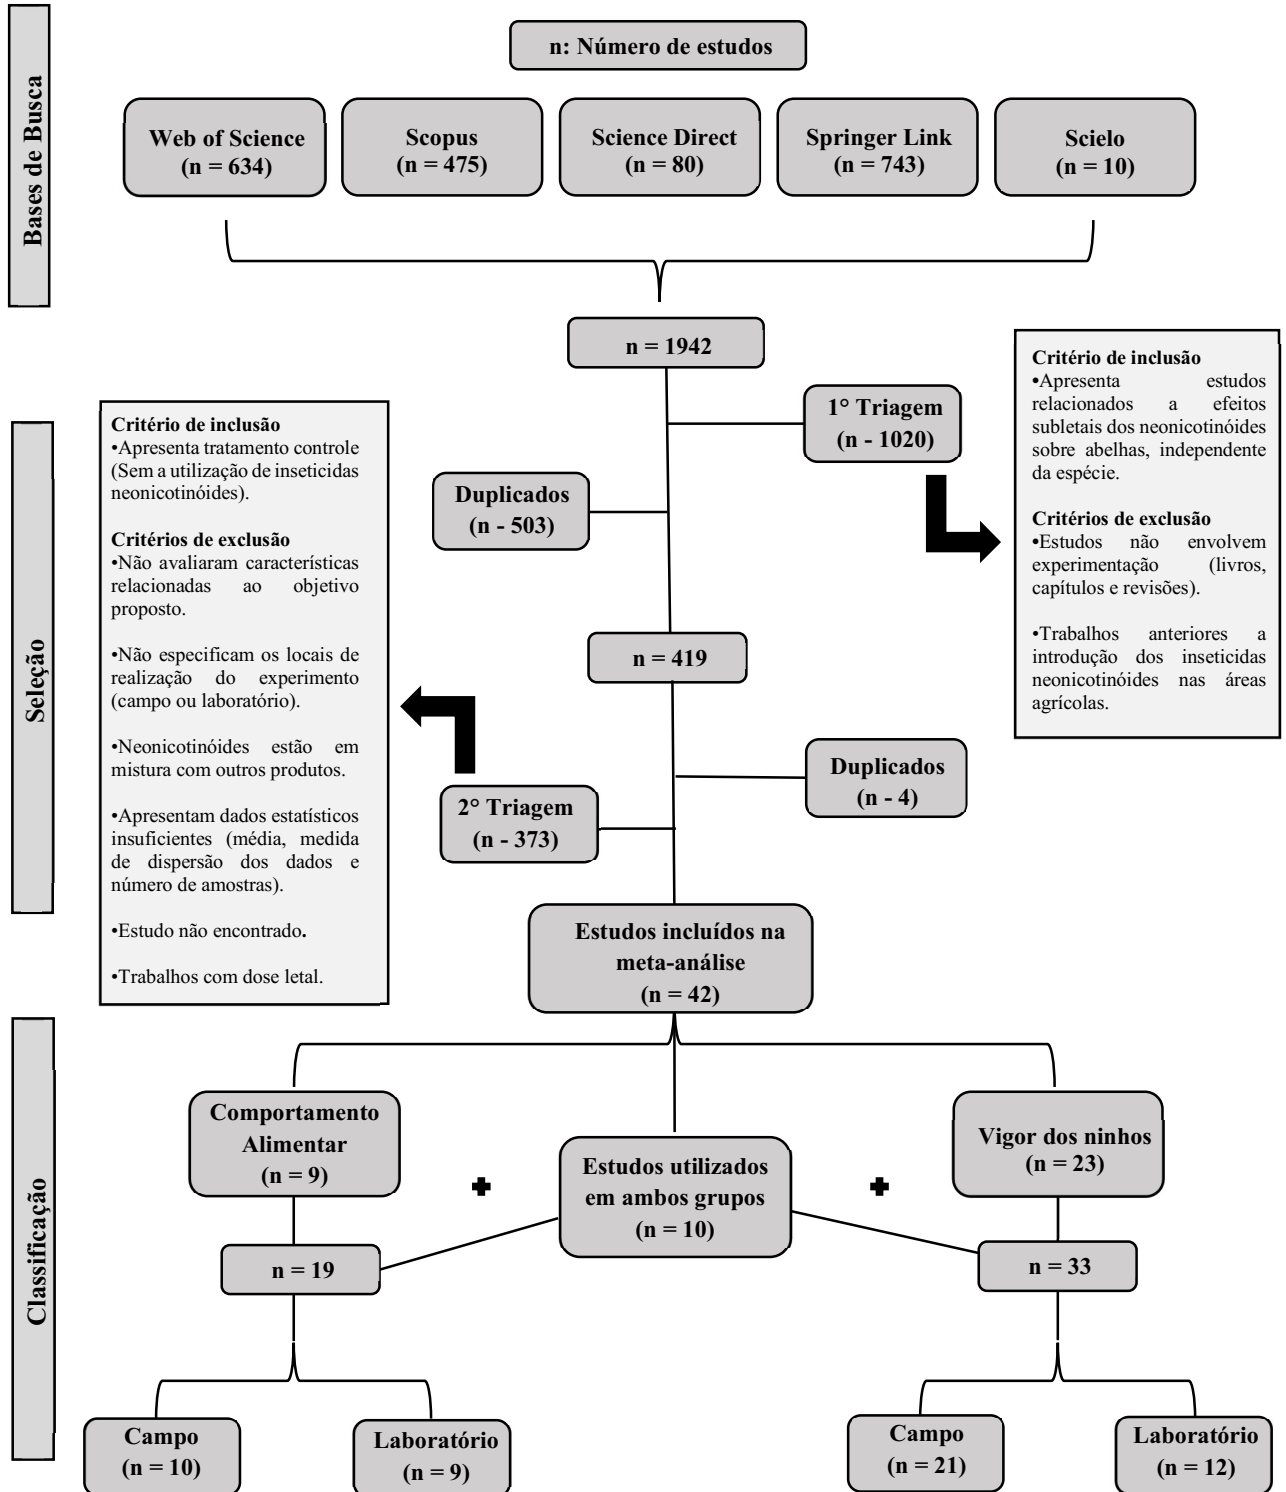 Bases de Busca
n: Número de estudos
Web of Science
(n = 634)
Scopus
(n = 475)
Science Direct
(n = 80)
Springer Link
(n = 743)
Scielo
(n = 10)
n = 1942
Seleção
1° Triagem
(n - 1020)
Critério de inclusão
•Apresenta estudos
relacionados a efeitos
subletais dos neonicotinóides
sobre abelhas, independente
da espécie.
Critérios de exclusão
•Estudos não envolvem
experimentação (livros,
capítulos e revisões).
•Trabalhos anteriores a
introdução dos inseticidas
neonicotinóides nas áreas
agrícolas.
Duplicados
(n - 503)
n = 419
Duplicados
(n - 4)
2° Triagem
(n - 373)
Critério de inclusão
•Apresenta tratamento controle
(Sem a utilização de inseticidas
neonicotinóides).
Critérios de exclusão
•Não avaliaram características
relacionadas ao objetivo
proposto.
•Não especificam os locais de
realização do experimento
(campo ou laboratório).
•Neonicotinóides estão em
mistura com outros produtos.
•Apresentam dados estatísticos
insuficientes (média, medida
de dispersão dos dados e
número de amostras).
•Estudo não encontrado.
•Trabalhos com dose letal.
Estudos incluídos na
meta-análise
(n = 42)
Classificação
Comportamento
Alimentar
(n = 9)
Estudos utilizados
em ambos grupos
(n = 10)
Vigor dos ninhos
(n = 23)
n = 19
n = 33
Campo
(n = 10)
Laboratório
(n = 9)
Campo
(n = 21)
Laboratório
(n = 12)